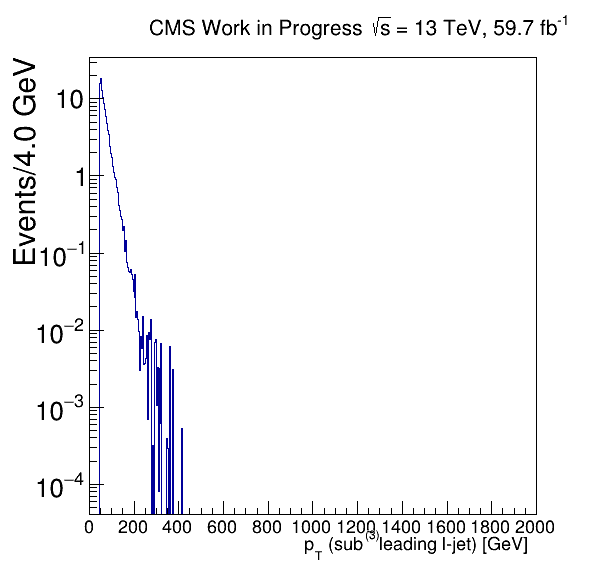 CMS Work in Progress √s = 13 TeV, 59.7 fb⁻¹
Events/4.0 GeV
10
1
10⁻¹
10⁻²
10⁻³
10⁻⁴
0 200 400 600 800 1000 1200 1400 1600 1800 2000
p_T (sub⁽³⁾leading l-jet) [GeV]